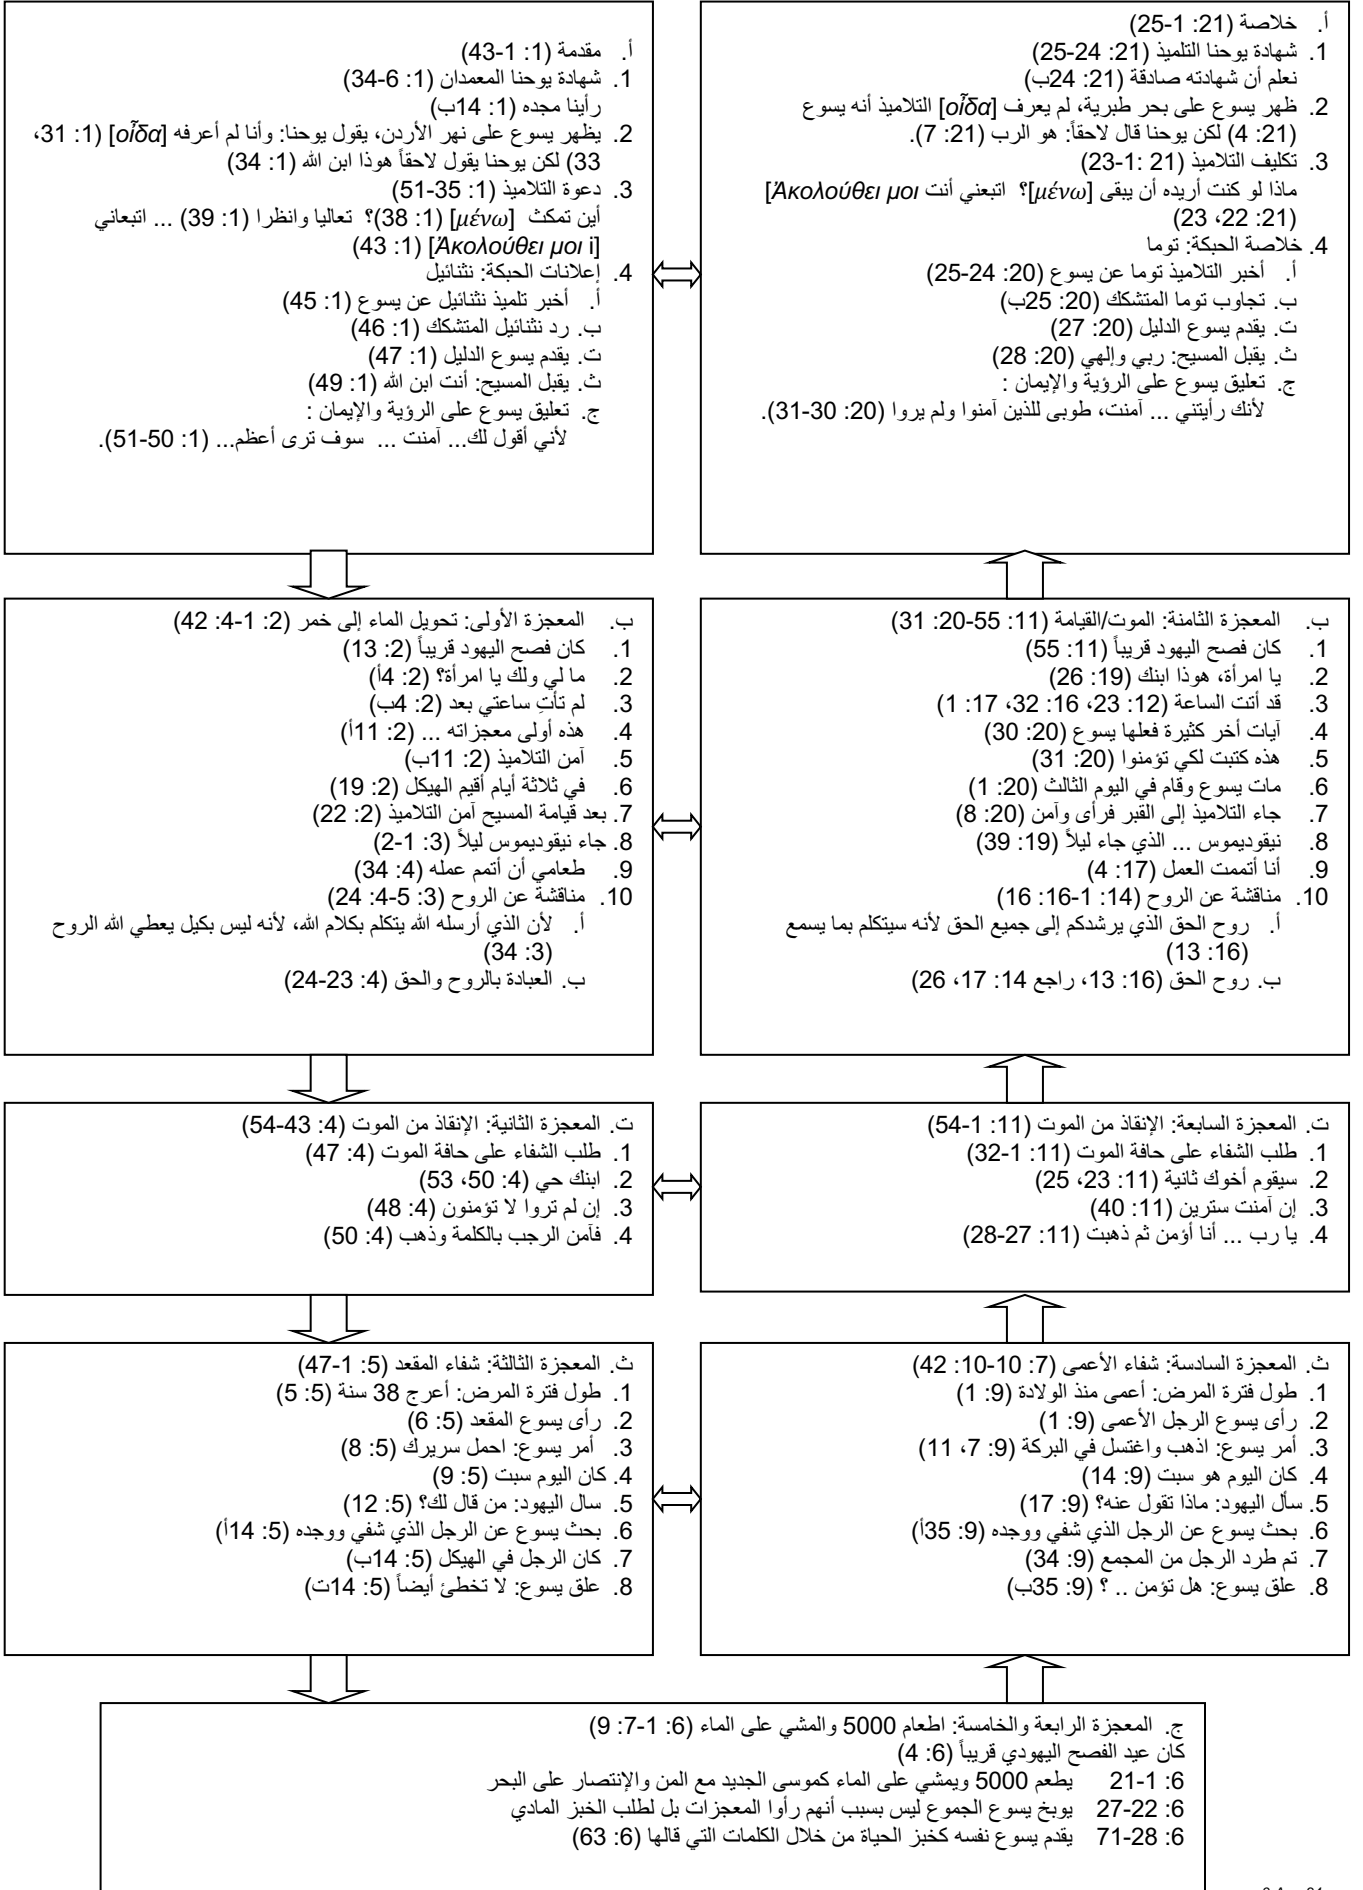 أ. مقدمة (1: 1-43)
1. شهادة يوحنا المعمدان (1: 6-34)
رأينا مجده (1: 14ب)
2. يظهر يسوع على نهر الأردن، يقول يوحنا: وأنا لم أعرفه [οἶδα] (1: 31،
33) لكن يوحنا يقول لاحقاً هوذا ابن الله (1: 34)
3. دعوة التلاميذ (1: 35-51)
أين تمكث [μένω] (1: 38)؟ تعاليا وانظرا (1: 39) ... اتبعاني
[Ἀκολούθει μοι i] (1: 43)
4. إعلانات الحبكة: نثنائيل
أ. أخبر تلميذ نثنائيل عن يسوع (1: 45)
ب. رد نثنائيل المتشكك (1: 46)
ت. يقدم يسوع الدليل (1: 47)
ث. يقبل المسيح: أنت ابن الله (1: 49)
ج. تعليق يسوع على الرؤية والإيمان :
لأني أقول لك... آمنت ... سوف ترى أعظم... (1: 50-51).
أ. خلاصة (21: 1-25)
1. شهادة يوحنا التلميذ (21: 24-25)
نعلم أن شهادته صادقة (21: 24ب)
2. ظهر يسوع على بحر طبرية، لم يعرف [οἶδα] التلاميذ أنه يسوع
(21: 4) لكن يوحنا قال لاحقاً: هو الرب (21: 7).
3. تكليف التلاميذ (21 :1-23)
ماذا لو كنت أريده أن يبقى [μένω]؟ اتبعني أنت Ἀκολούθει μοι]
(21: 22، 23)
4. خلاصة الحبكة: توما
أ. أخبر التلاميذ توما عن يسوع (20: 24-25)
ب. تجاوب توما المتشكك (20: 25ب)
ت. يقدم يسوع الدليل (20: 27)
ث. يقبل المسيح: ربي وإلهي (20: 28)
ج. تعليق يسوع على الرؤية والإيمان :
لأنك رأيتني ... آمنت، طوبى للذين آمنوا ولم يروا (20: 30-31).
ب. المعجزة الأولى: تحويل الماء إلى خمر (2: 1-4: 42)
1. كان فصح اليهود قريباً (2: 13)
2. ما لي ولك يا امرأة؟ (2: 4أ)
3. لم تأتِ ساعتي بعد (2: 4ب)
4. هذه أولى معجزاته ... (2: 11أ)
5. آمن التلاميذ (2: 11ب)
6. في ثلاثة أيام أقيم الهيكل (2: 19)
7. بعد قيامة المسيح آمن التلاميذ (2: 22)
8. جاء نيقوديموس ليلاً (3: 1-2)
9. طعامي أن أتمم عمله (4: 34)
10. مناقشة عن الروح (3: 5-4: 24)
أ. لأن الذي أرسله الله يتكلم بكلام الله، لأنه ليس بكيل يعطي الله الروح
(3: 34)
ب. العبادة بالروح والحق (4: 23-24)
ب. المعجزة الثامنة: الموت/القيامة (11: 55-20: 31)
1. كان فصح اليهود قريباً (11: 55)
2. يا امرأة، هوذا ابنك (19: 26)
3. قد أتت الساعة (12: 23، 16: 32، 17: 1)
4. آيات أخر كثيرة فعلها يسوع (20: 30)
5. هذه كتبت لكي تؤمنوا (20: 31)
6. مات يسوع وقام في اليوم الثالث (20: 1)
7. جاء التلاميذ إلى القبر فرأى وآمن (20: 8)
8. نيقوديموس ... الذي جاء ليلاً (19: 39)
9. أنا أتممت العمل (17: 4)
10. مناقشة عن الروح (14: 1-16: 16)
أ. روح الحق الذي يرشدكم إلى جميع الحق لأنه سيتكلم بما يسمع
(16: 13)
ب. روح الحق (16: 13، راجع 14: 17، 26)
ت. المعجزة الثانية: الإنقاذ من الموت (4: 43-54)
1. طلب الشفاء على حافة الموت (4: 47)
2. ابنك حي (4: 50، 53)
3. إن لم تروا لا تؤمنون (4: 48)
4. فآمن الرجب بالكلمة وذهب (4: 50)
ت. المعجزة السابعة: الإنقاذ من الموت (11: 1-54)
1. طلب الشفاء على حافة الموت (11: 1-32)
2. سيقوم أخوك ثانية (11: 23، 25)
3. إن آمنت سترين (11: 40)
4. يا رب ... أنا أؤمن ثم ذهبت (11: 27-28)
ث. المعجزة الثالثة: شفاء المقعد (5: 1-47)
1. طول فترة المرض: أعرج 38 سنة (5: 5)
2. رأى يسوع المقعد (5: 6)
3. أمر يسوع: احمل سريرك (5: 8)
4. كان اليوم سبت (5: 9)
5. سال اليهود: من قال لك؟ (5: 12)
6. بحث يسوع عن الرجل الذي شفي ووجده (5: 14أ)
7. كان الرجل في الهيكل (5: 14ب)
8. علق يسوع: لا تخطئ أيضاً (5: 14ت)
ث. المعجزة السادسة: شفاء الأعمى (7: 10-10: 42)
1. طول فترة المرض: أعمى منذ الولادة (9: 1)
2. رأى يسوع الرجل الأعمى (9: 1)
3. أمر يسوع: اذهب واغتسل في البركة (9: 7، 11)
4. كان اليوم هو سبت (9: 14)
5. سأل اليهود: ماذا تقول عنه؟ (9: 17)
6. بحث يسوع عن الرجل الذي شفي ووجده (9: 35أ)
7. تم طرد الرجل من المجمع (9: 34)
8. علق يسوع: هل تؤمن .. ؟ (9: 35ب)
ج. المعجزة الرابعة والخامسة: اطعام 5000 والمشي على الماء (6: 1-7: 9)
كان عيد الفصح اليهودي قريباً (6: 4)
6: 1-21 يطعم 5000 ويمشي على الماء كموسى الجديد مع المن والإنتصار على البحر
6: 22-27 يوبخ يسوع الجموع ليس بسبب أنهم رأوا المعجزات بل لطلب الخبز المادي
6: 28-71 يقدم يسوع نفسه كخبز الحياة من خلال الكلمات التي قالها (6: 63)